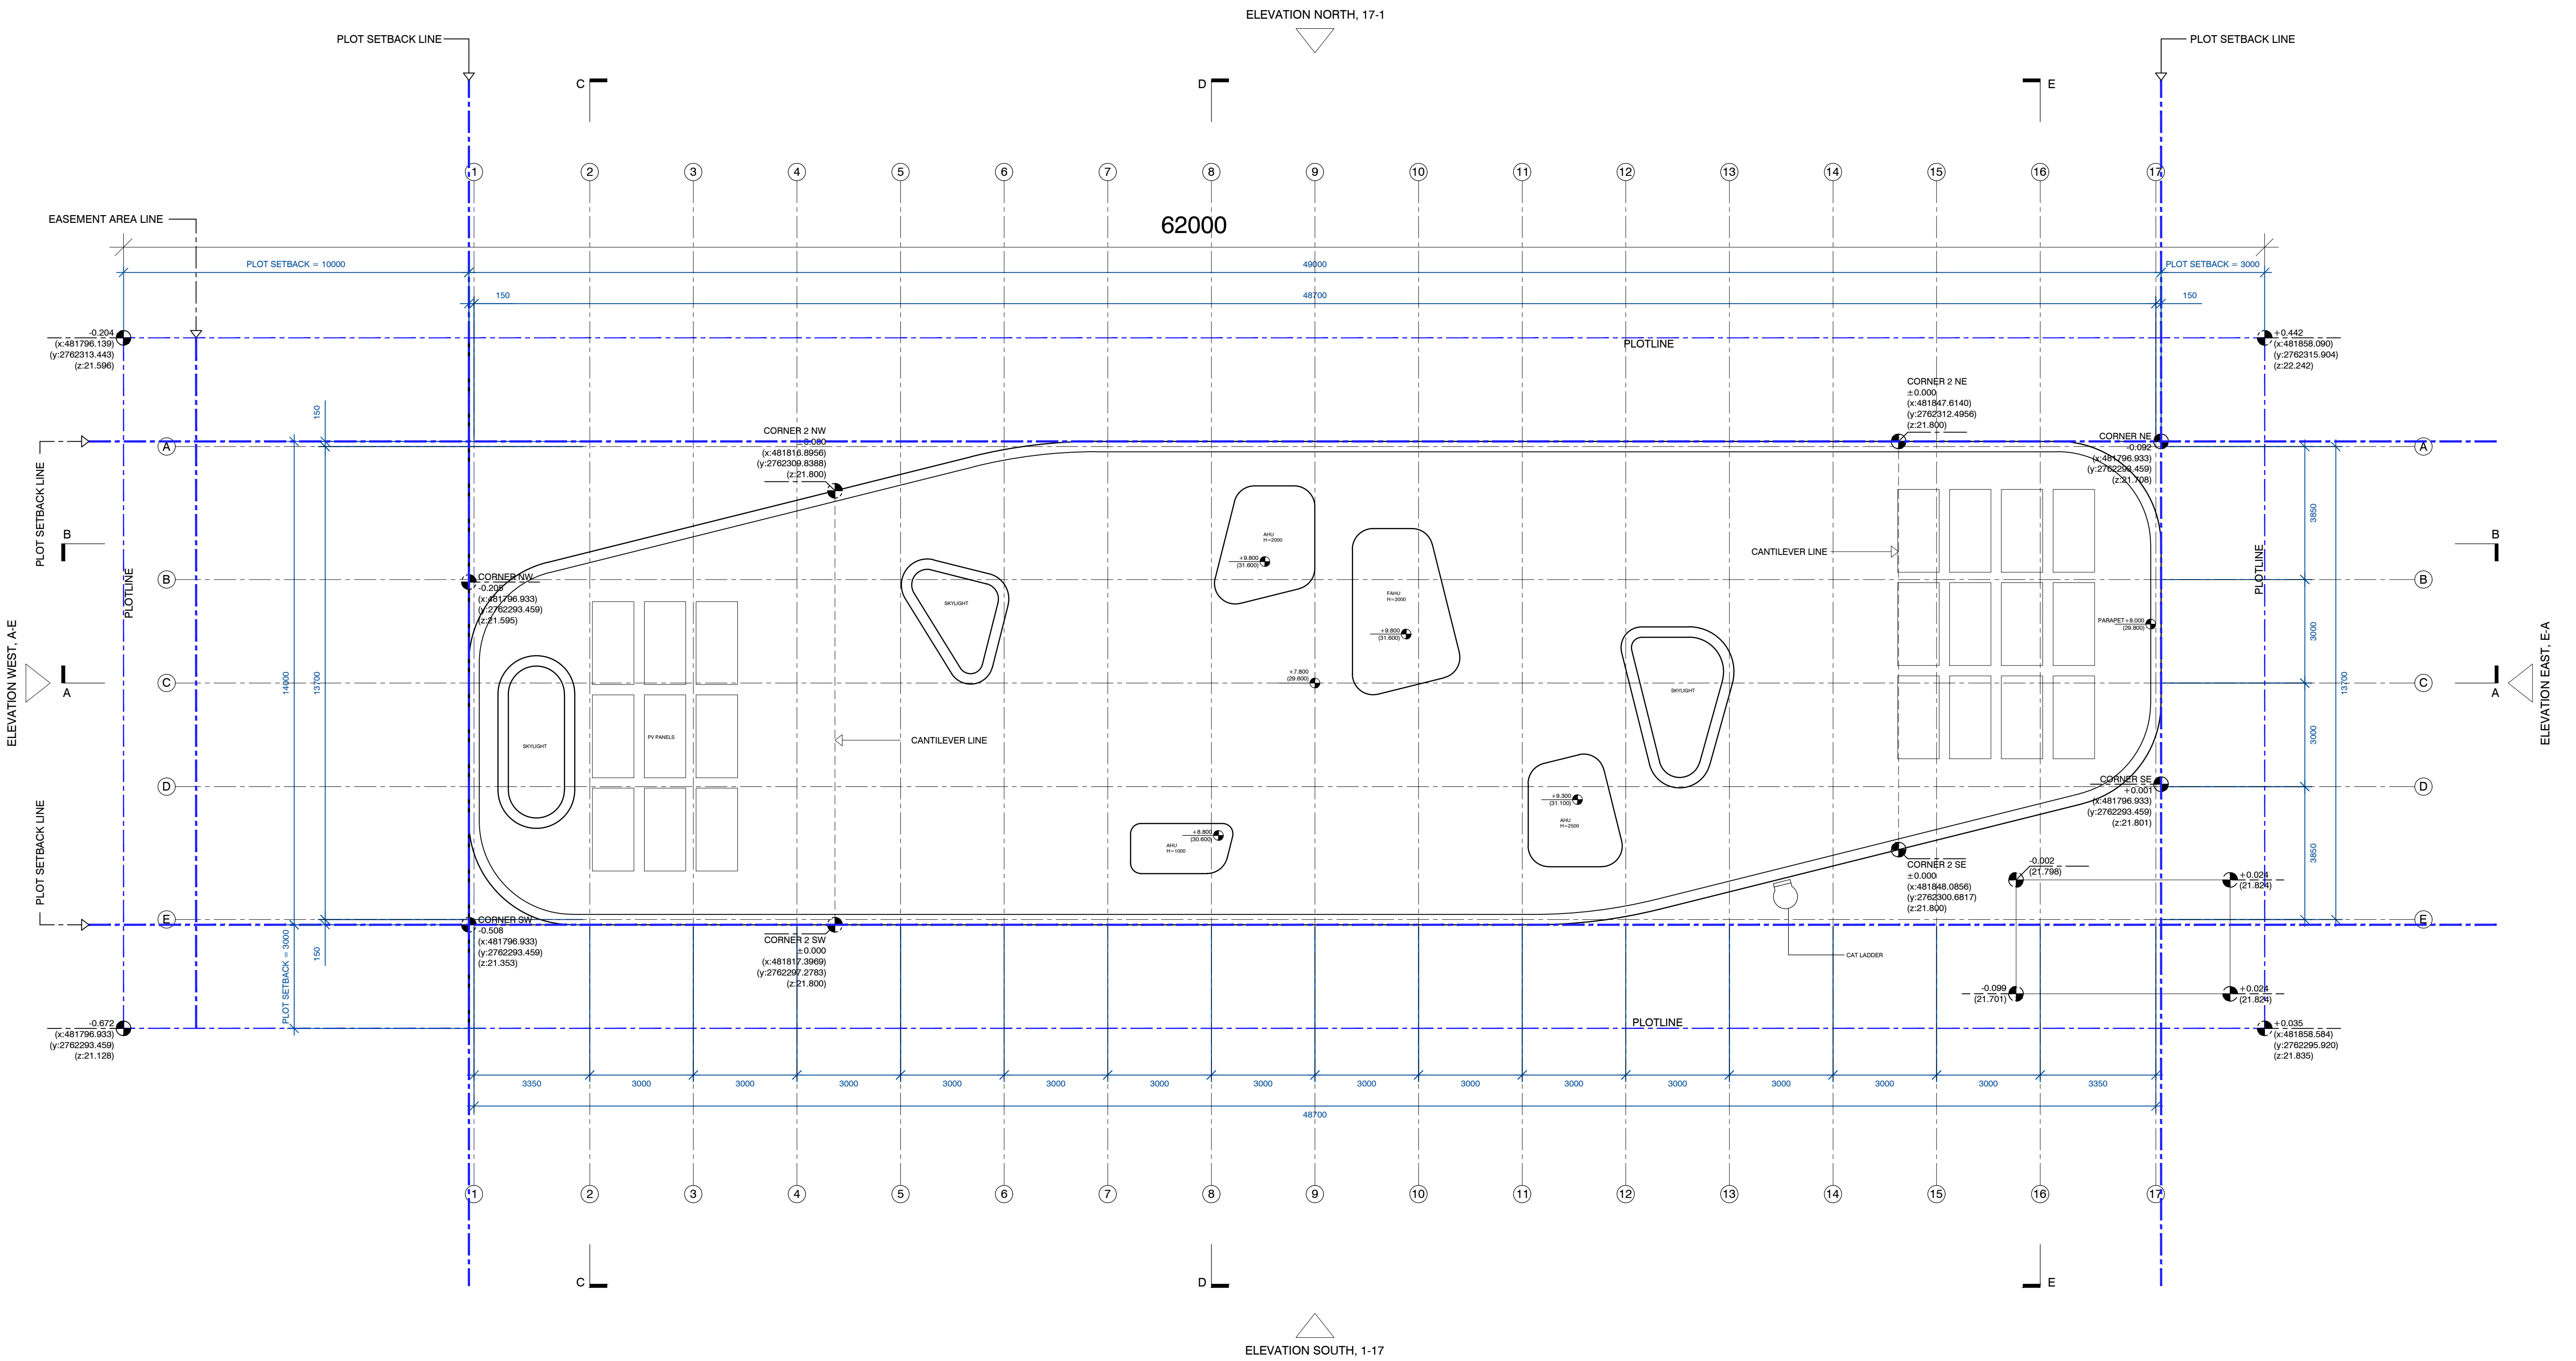 ELEVATION NORTH, 17-1
PLOT SETBACK LINE
PLOT SETBACK LINE
C
D
E
1
2
3
4
5
6
7
8
9
10
11
12
13
14
15
16
17
EASEMENT AREA LINE
62000
PLOT SETBACK = 10000
49000
PLOT SETBACK = 3000
150
48700
150
-0.204
(x:481796.139)
(y:2762313.443)
(z:21.596)
PLOTLINE
+0.442
(x:481858.090)
(y:2762315.904)
(z:22.242)
150
CORNER 2 NE
±0.000
(x:481847.6140)
(y:2762312.4956)
(z:21.800)
CORNER 2 NW
±0.000
(x:481816.8956)
(y:2762309.8388)
(z:21.800)
CORNER NE
-0.092
(x:481796.933)
(y:2762293.459)
(z:21.708)
A
A
PLOT SETBACK LINE
B
B
3850
AHU
H=2000
+9.800
(31.600)
CANTILEVER LINE
PLOTLINE
PLOTLINE
B
B
CORNER NW
-0.205
(x:481796.933)
(y:2762293.459)
(z:21.595)
SKYLIGHT
FAHU
H=2000
+9.800
(31.600)
PARAPET+8.000
(29.800)
3000
ELEVATION WEST, A-E
ELEVATION EAST, E-A
A
A
14000
13700
C
C
+7.800
(29.600)
SKYLIGHT
13700
3000
SKYLIGHT
PV PANELS
CANTILEVER LINE
D
D
CORNER SE
+0.001
(x:481796.933)
(y:2762293.459)
(z:21.801)
+9.300
(31.100)
AHU
H=2500
+8.800
(30.600)
AHU
H=1000
PLOT SETBACK LINE
3850
CORNER 2 SE
±0.000
(x:481848.0856)
(y:2762300.6817)
(z:21.800)
-0.002
(21.798)
+0.024
(21.824)
E
E
CORNER SW
-0.508
(x:481796.933)
(y:2762293.459)
(z:21.353)
CORNER 2 SW
±0.000
(x:481817.3969)
(y:2762297.2783)
(z:21.800)
PLOT SETBACK = 3000
150
CAT LADDER
-0.099
(21.701)
+0.024
(21.824)
-0.672
(x:481796.933)
(y:2762293.459)
(z:21.128)
PLOTLINE
+0.035
(x:481858.584)
(y:2762295.920)
(z:21.835)
3350
3000
3000
3000
3000
3000
3000
3000
3000
3000
3000
3000
3000
3000
3000
3350
48700
1
2
3
4
5
6
7
8
9
10
11
12
13
14
15
16
17
C
D
E
ELEVATION SOUTH, 1-17